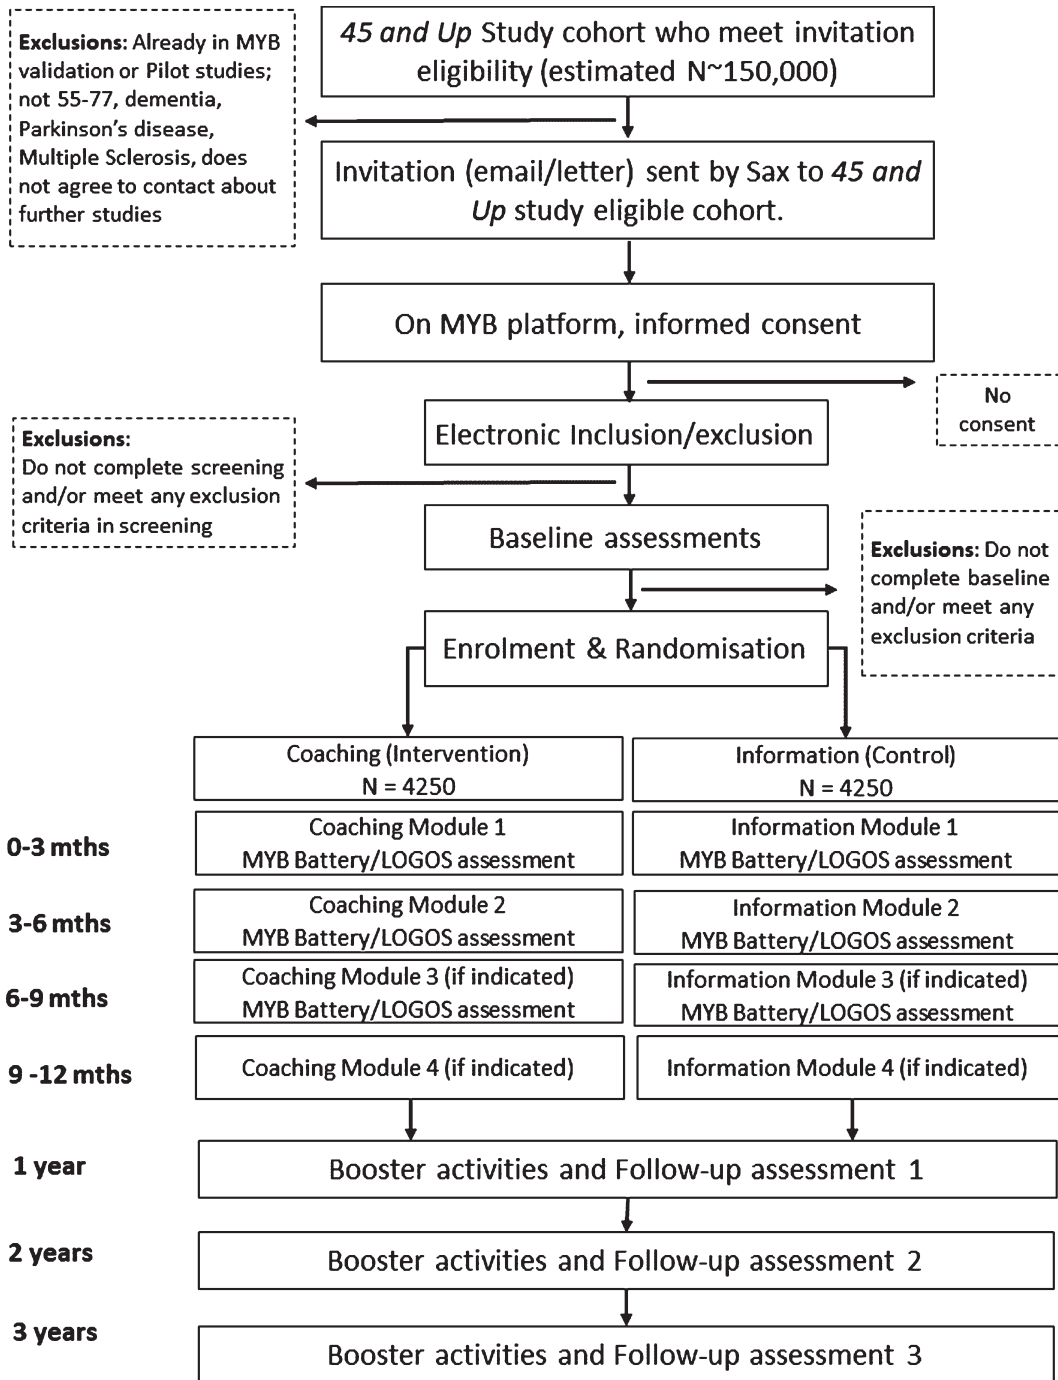 Exclusions: Already in MYB
validation or Pilot studies;
not 55-77, dementia,
Parkinson's disease,
Multiple Sclerosis, does
not agree to contact about
further studies
45 and Up Study cohort who meet invitation
eligibility (estimated N~150,000)
Invitation (email/letter) sent by Sax to 45 and
Up study eligible cohort.
On MYB platform, informed consent
No
consent
Electronic Inclusion/exclusion
Exclusions:
Do not complete screening
and/or meet any exclusion
criteria in screening
Baseline assessments
Exclusions: Do not
complete baseline
and/or meet any
exclusion criteria
Enrolment & Randomisation
Coaching (Intervention)
N = 4250
Information (Control)
N = 4250
0-3 mths
Coaching Module 1
MYB Battery/LOGOS assessment
Information Module 1
MYB Battery/LOGOS assessment
3-6 mths
Coaching Module 2
MYB Battery/LOGOS assessment
Information Module 2
MYB Battery/LOGOS assessment
6-9 mths
Coaching Module 3 (if indicated)
MYB Battery/LOGOS assessment
Information Module 3 (if indicated)
MYB Battery/LOGOS assessment
9 -12 mths
Coaching Module 4 (if indicated)
Information Module 4 (if indicated)
1 year
Booster activities and Follow-up assessment 1
2 years
Booster activities and Follow-up assessment 2
3 years
Booster activities and Follow-up assessment 3